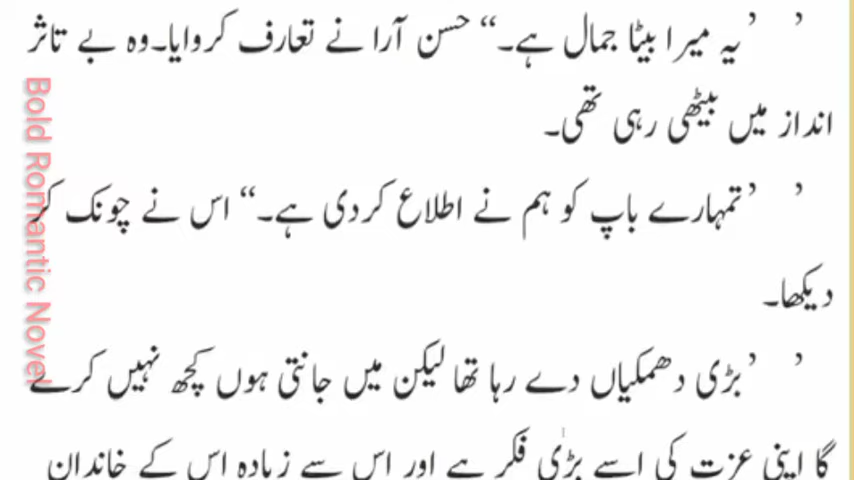 ’ ’یہ میرا بیٹا جمال ہے۔‘‘ حسن آرا نے تعارف کروایا۔وہ بے تاثر
انداز میں بیٹھی رہی تھی۔
’ ’تمہارے باپ کو ہم نے اطلاع کردی ہے۔‘‘ اس نے چونک کر
دیکھا۔
’ ’بڑی دھمکیاں دے رہا تھا لیکن میں جانتی ہوں کچھ نہیں کرے
گا اپنی عزت کی اسے بڑی فکر ہے اور اس سے زیادہ اس کے خاندان
Bold Romantic Novel